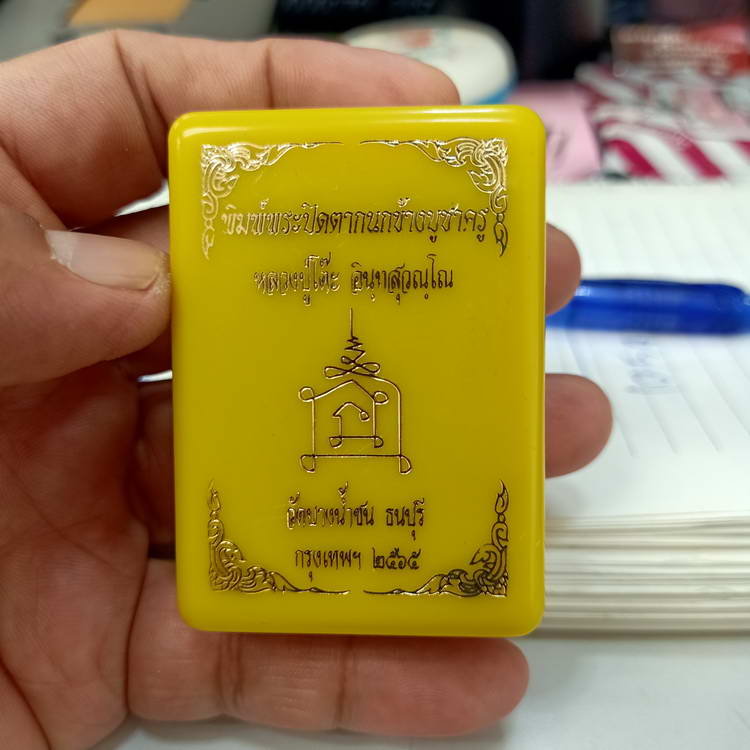 พิมพ์พระปิดตากนกข้างบูชาครู
หลวงปู่โต๊ะ อินฺทสุวณฺโณ
วัดบางน้ำชน ธนบุรี
กรุงเทพฯ ๒๕๖๕